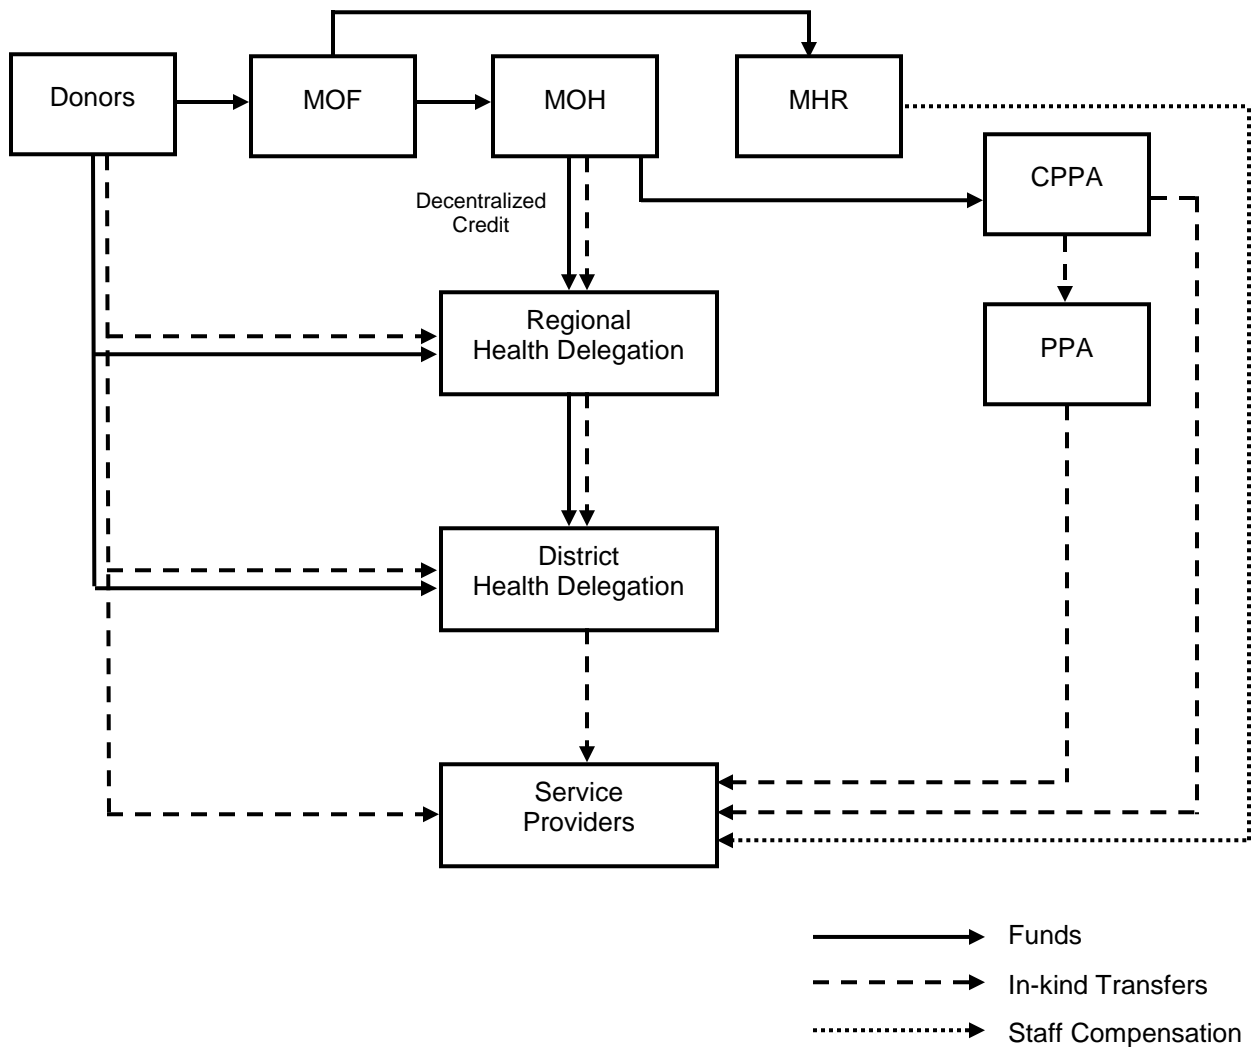 Donors
MOF
MOH
MHR
CPPA
Decentralized
Credit
Regional
Health Delegation
PPA
District
Health Delegation
Service
Providers
Funds
In-kind Transfers
Staff Compensation